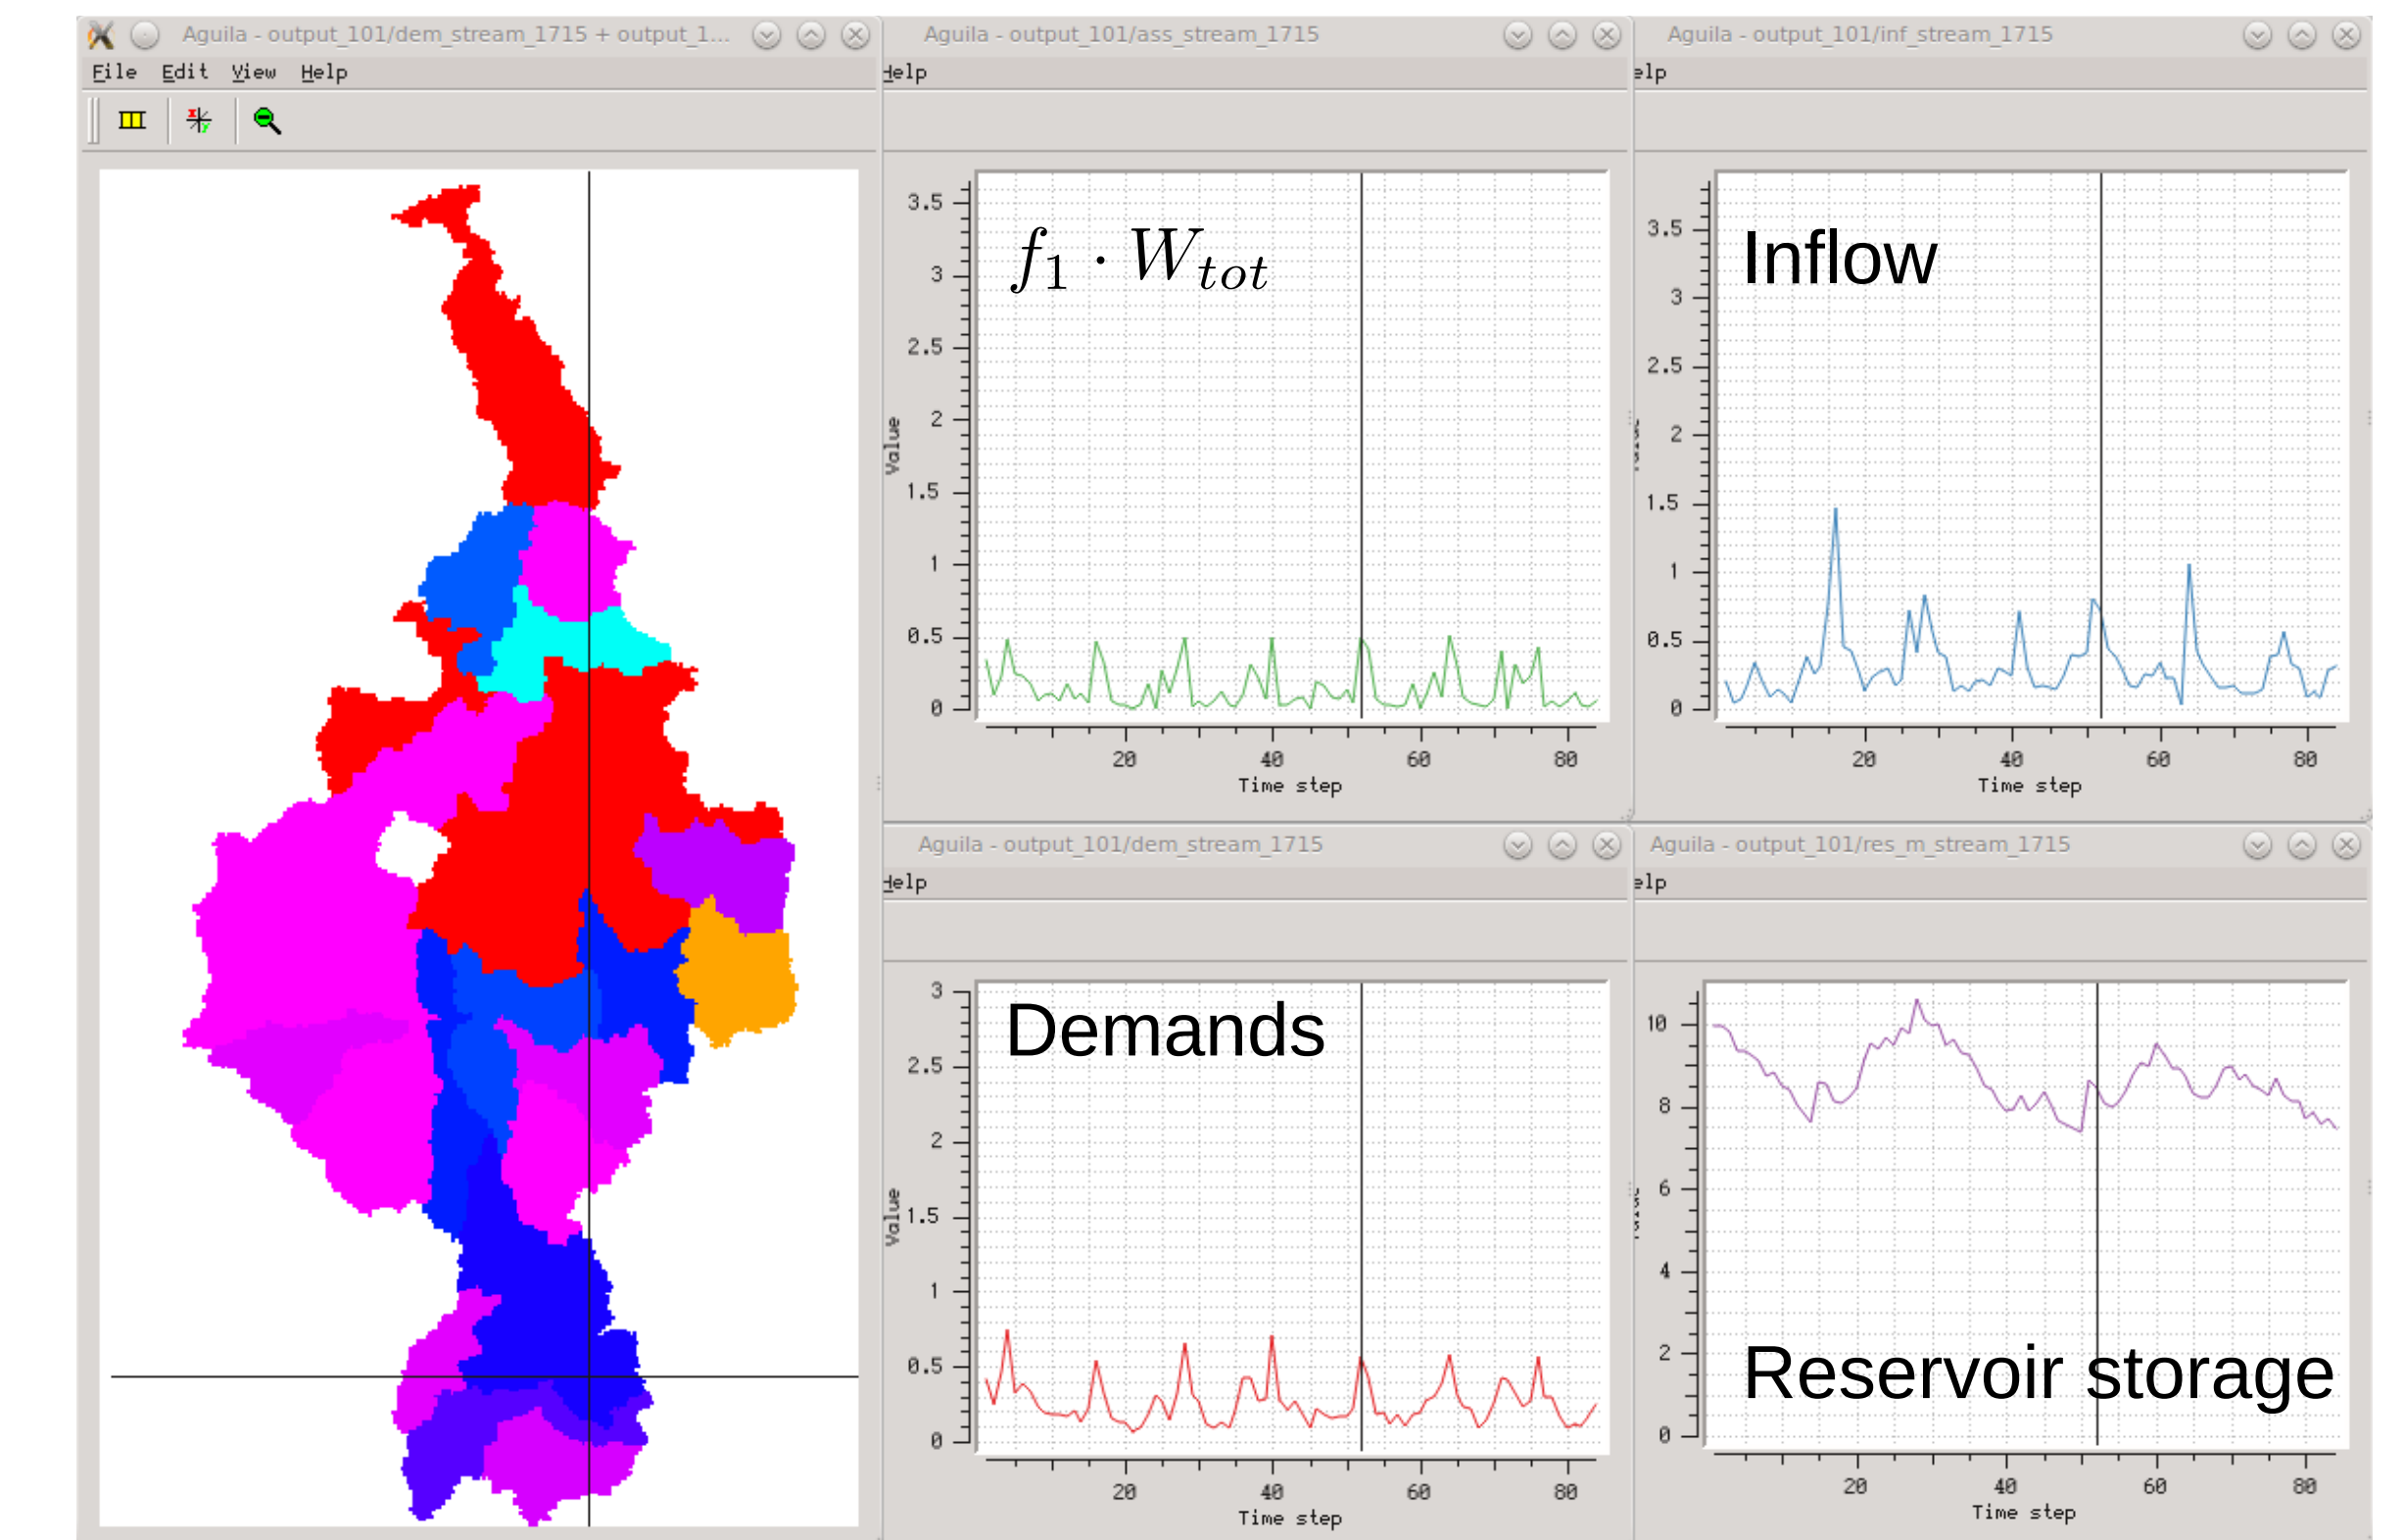 Aguila - output_101/dem_stream_1715 + output_1...
File Edit View Help
Aguila - output_101/ass_stream_1715
Help
f₁ · Wₜₒₜ
3.5
3
2.5
2
1.5
1
0.5
0
Value
20 40 60 80
Time step
Aguila - output_101/inf_stream_1715
elp
Inflow
3.5
3
2.5
2
1.5
1
0.5
0
20 40 60 80
Time step
Aguila - output_101/dem_stream_1715
Help
Demands
3
2.5
2
1.5
1
0.5
0
Value
20 40 60 80
Time step
Aguila - output_101/res_m_stream_1715
elp
10
8
6
4
2
0
Reservoir storage
20 40 60 80
Time step